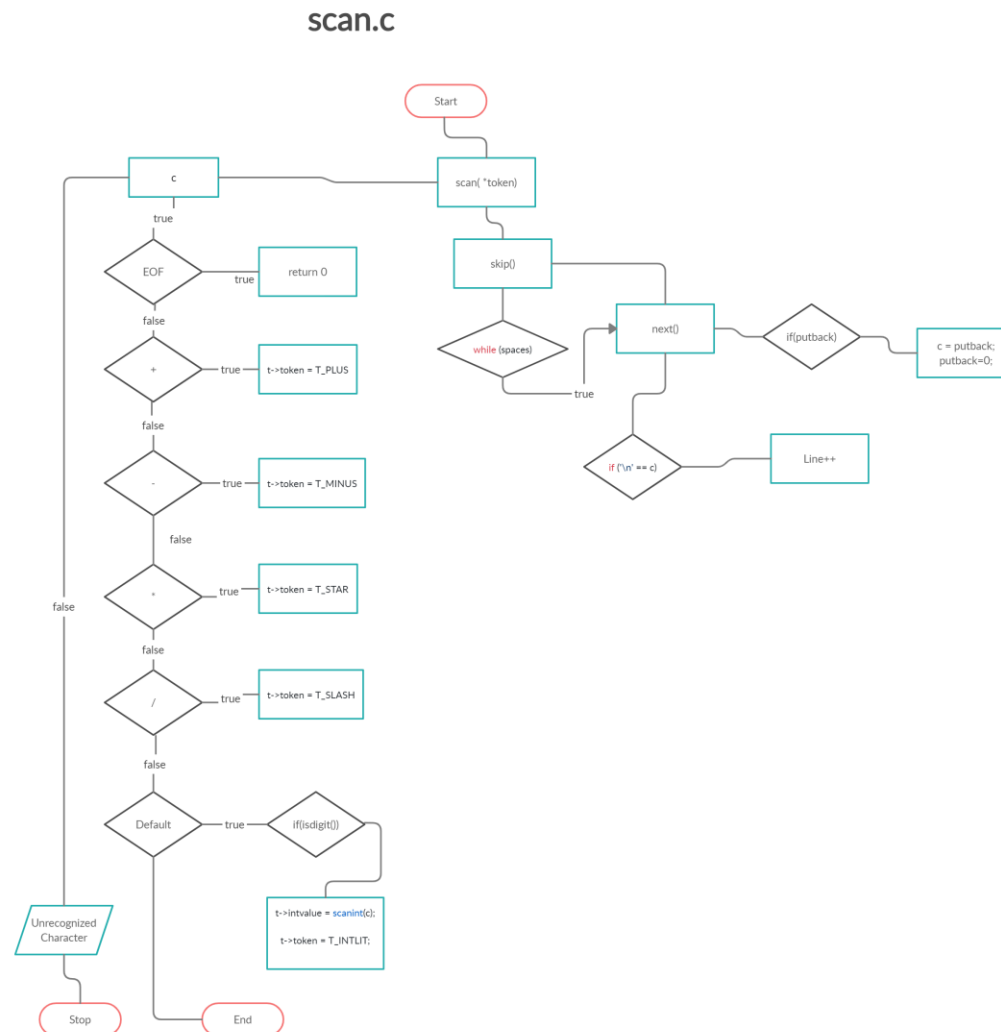 scan.c
Start
c
scan( *token)
true
EOF
true
return 0
skip()
next()
if(putback)
c = putback;
putback=0;
false
while (spaces)
true
+
true
t->token = T_PLUS
false
if ('\n' == c)
Line++
-
true
t->token = T_MINUS
false
*
true
t->token = T_STAR
false
false
/
true
t->token = T_SLASH
false
Default
true
if(isdigit())
t->intvalue = scanint(c);
t->token = T_INTLIT;
Unrecognized
Character
Stop
End